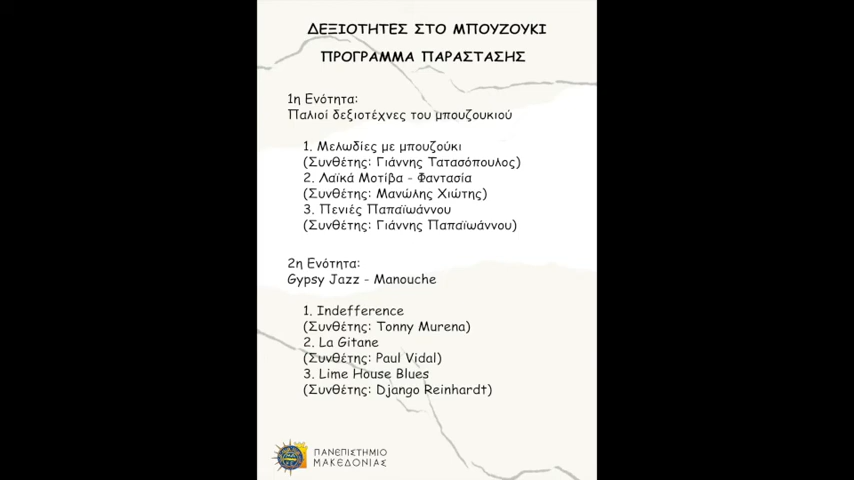 ΔΕΞΙΟΤΗΤΕΣ ΣΤΟ ΜΠΟΥΖΟΥΚΙ
ΠΡΟΓΡΑΜΜΑ ΠΑΡΑΣΤΑΣΗΣ
1η Ενότητα:
Παλιοί δεξιοτέχνες του μπουζουκιού
1. Μελωδίες με μπουζούκι
(Συνθέτης: Γιάννης Τατασόπουλος)
2. Λαϊκά Μοτίβα - Φαντασία
(Συνθέτης: Μανώλης Χιώτης)
3. Πενιές Παπαϊωάννου
(Συνθέτης: Γιάννης Παπαϊωάννου)
2η Ενότητα:
Gypsy Jazz - Manouche
1. Indefference
(Συνθέτης: Tonny Murena)
2. La Gitane
(Συνθέτης: Paul Vidal)
3. Lime House Blues
(Συνθέτης: Django Reinhardt)
ΠΑΝΕΠΙΣΤΗΜΙΟ
ΜΑΚΕΔΟΝΙΑΣ